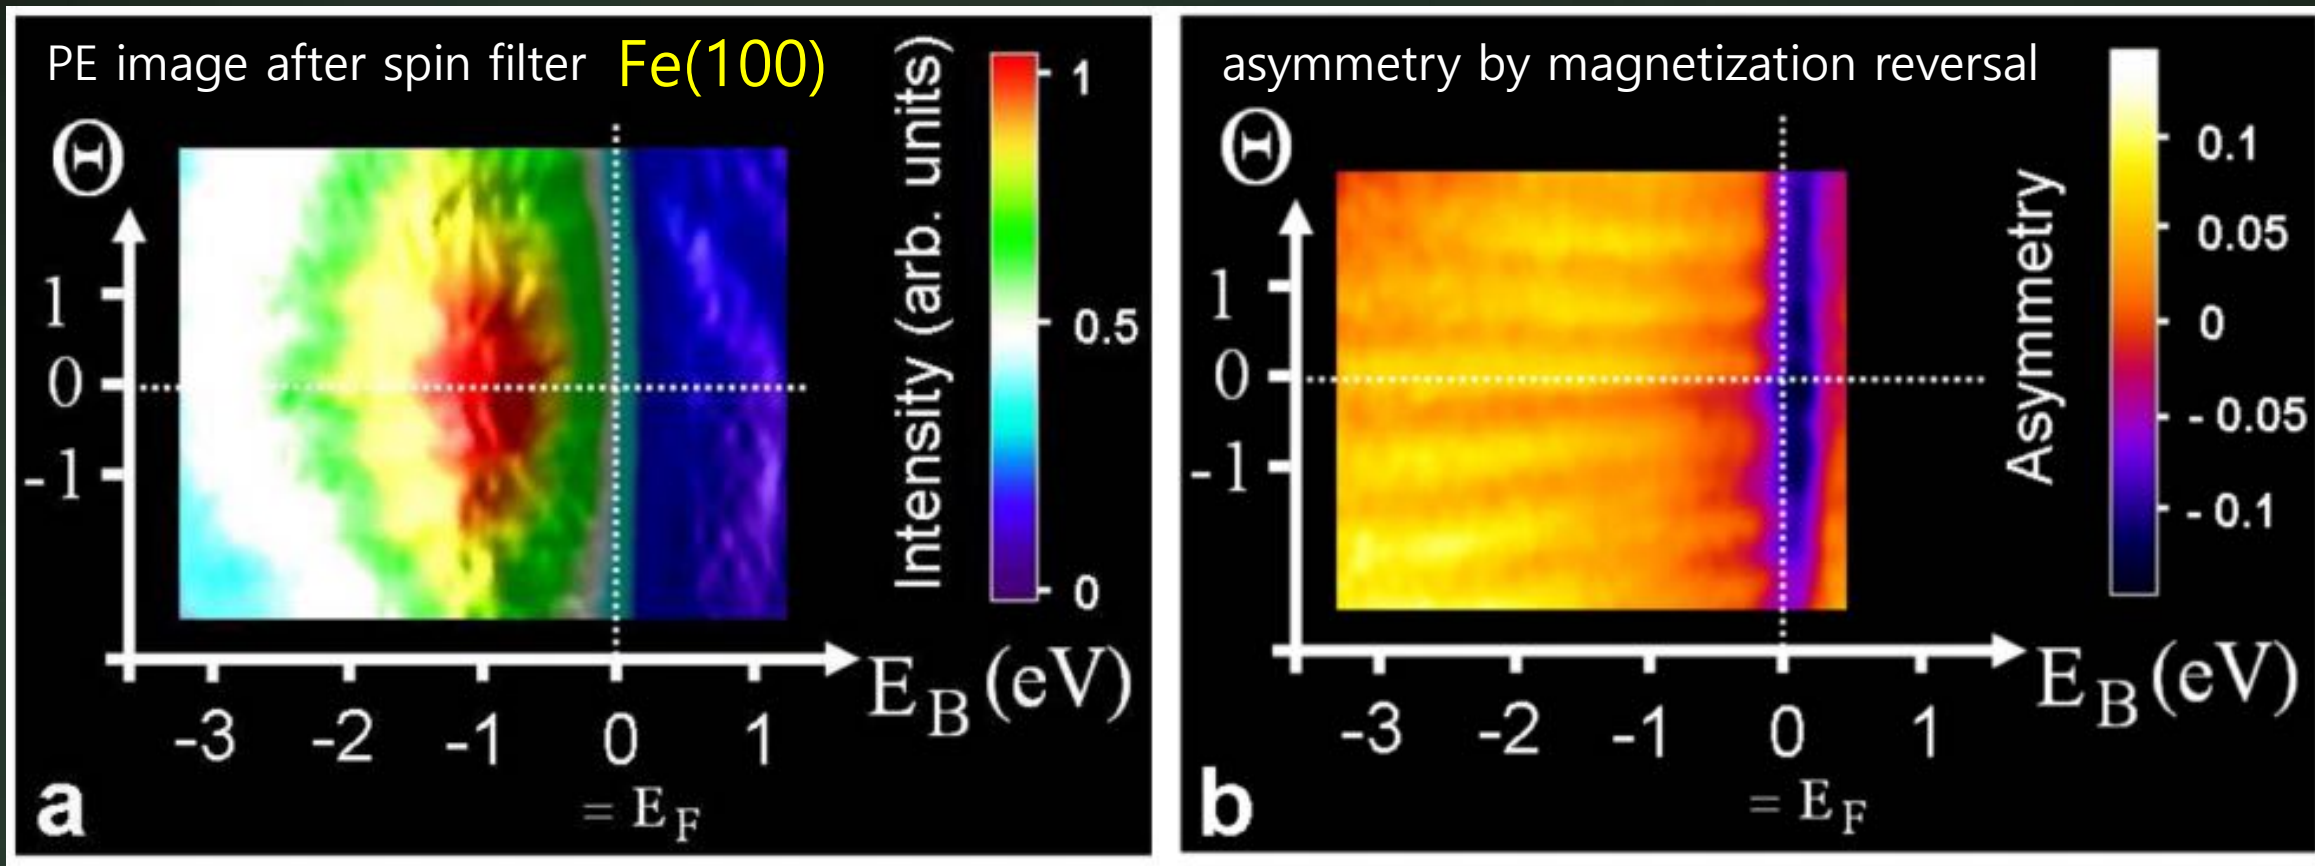 PE image after spin filter Fe(100)
Θ
1
0
-1
-3 -2 -1 0 1
E_B (eV)
= E_F
a
Intensity (arb. units)
1
0.5
0
asymmetry by magnetization reversal
Θ
1
0
-1
-3 -2 -1 0 1
E_B (eV)
= E_F
b
Asymmetry
0.1
0.05
0
- 0.05
- 0.1